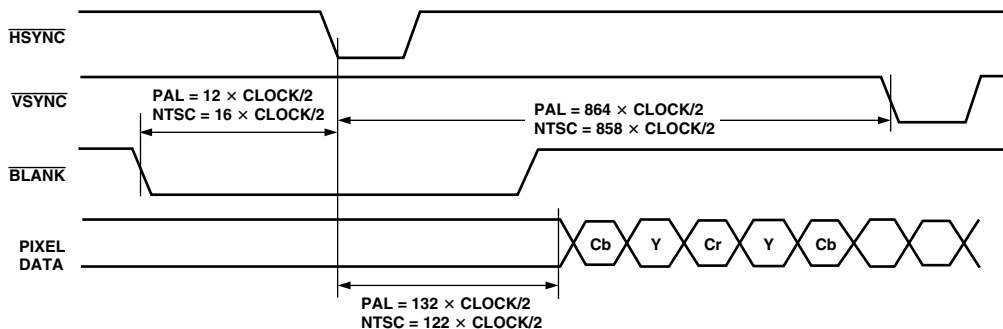 HSYNC
VSYNC
PAL = 12 × CLOCK/2
NTSC = 16 × CLOCK/2
PAL = 864 × CLOCK/2
NTSC = 858 × CLOCK/2
BLANK
PIXEL
DATA
Cb Y Cr Y Cb
PAL = 132 × CLOCK/2
NTSC = 122 × CLOCK/2